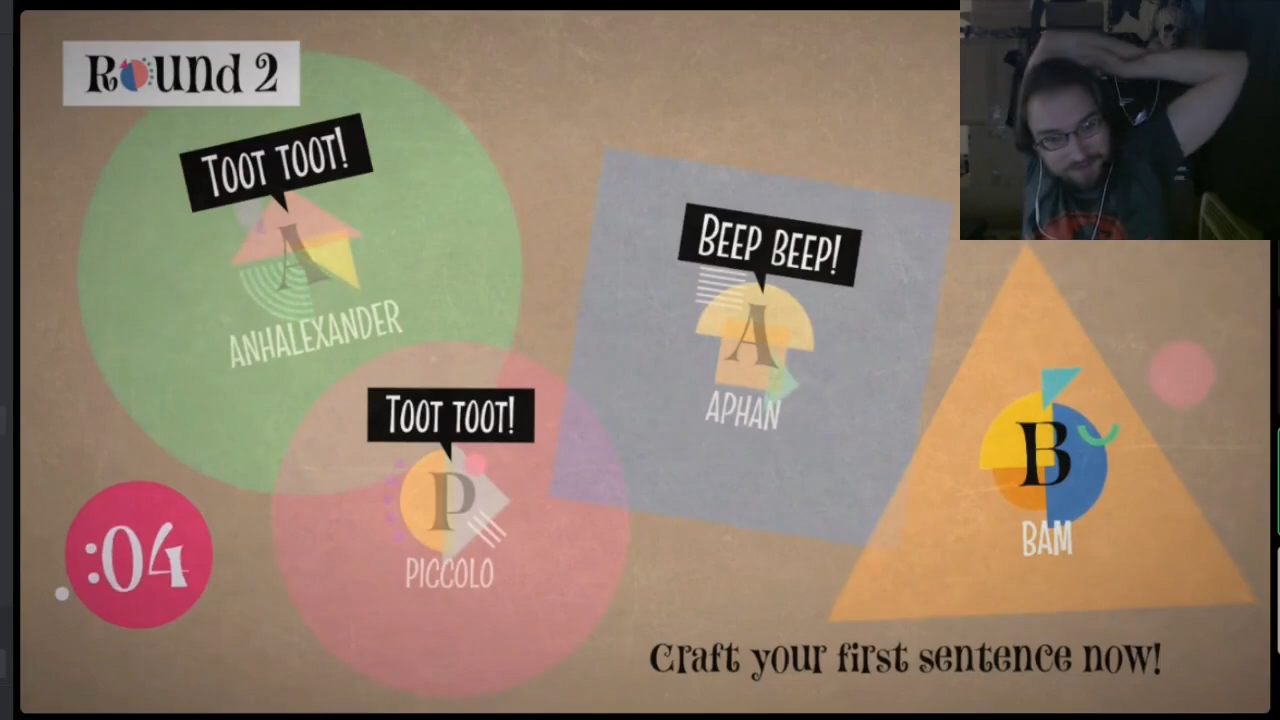 Round 2
Toot toot!
A
ANHALEXANDER
Beep beep!
A
APHAN
Toot toot!
P
PICCOLO
B
BAM
:04
Craft your first sentence now!